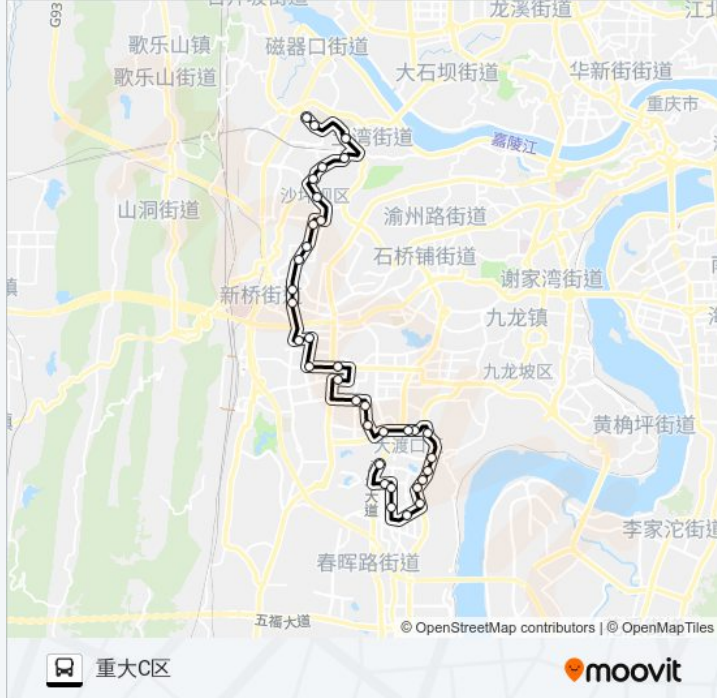 G93
龙溪街道
江北
歌乐山镇
磁器口街道
歌乐山街道
大石坝街道
华新街街道
重庆市
湾街道
嘉陵江
沙坪坝区
山洞街道
渝州路街道
石桥铺街道
谢家湾街道
新桥街
镇
九龙镇
九龙坡区
黄桷坪街道
大渡口
大道
李家沱街道
春晖路街道
五福大道
© OpenStreetMap contributors | © OpenMapTiles
重大C区
moovit